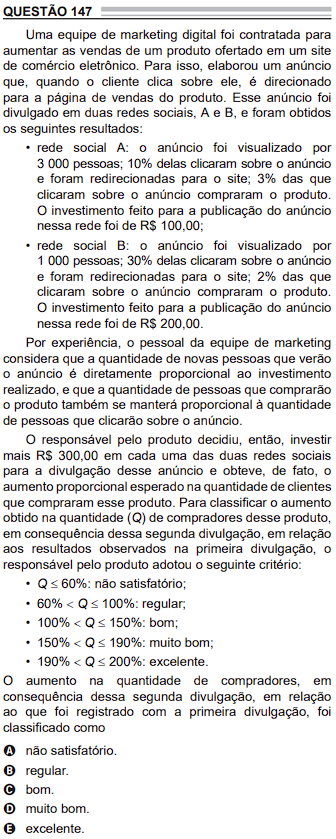 QUESTÃO 147
Uma equipe de marketing digital foi contratada para
aumentar as vendas de um produto ofertado em um site
de comércio eletrônico. Para isso, elaborou um anúncio
que, quando o cliente clica sobre ele, é direcionado
para a página de vendas do produto. Esse anúncio foi
divulgado em duas redes sociais, A e B, e foram obtidos
os seguintes resultados:
• rede social A: o anúncio foi visualizado por
3 000 pessoas; 10% delas clicaram sobre o anúncio
e foram redirecionadas para o site; 3% das que
clicaram sobre o anúncio compraram o produto.
O investimento feito para a publicação do anúncio
nessa rede foi de R$ 100,00;
• rede social B: o anúncio foi visualizado por
1 000 pessoas; 30% delas clicaram sobre o anúncio
e foram redirecionadas para o site; 2% das que
clicaram sobre o anúncio compraram o produto.
O investimento feito para a publicação do anúncio
nessa rede foi de R$ 200,00.
Por experiência, o pessoal da equipe de marketing
considera que a quantidade de novas pessoas que verão
o anúncio é diretamente proporcional ao investimento
realizado, e que a quantidade de pessoas que comprarão
o produto também se manterá proporcional à quantidade
de pessoas que clicarão sobre o anúncio.
O responsável pelo produto decidiu, então, investir
mais R$ 300,00 em cada uma das duas redes sociais
para a divulgação desse anúncio e obteve, de fato, o
aumento proporcional esperado na quantidade de clientes
que compraram esse produto. Para classificar o aumento
obtido na quantidade (Q) de compradores desse produto,
em consequência dessa segunda divulgação, em relação
aos resultados observados na primeira divulgação, o
responsável pelo produto adotou o seguinte critério:
• Q ≤ 60%: não satisfatório;
• 60% < Q ≤ 100%: regular;
• 100% < Q ≤ 150%: bom;
• 150% < Q ≤ 190%: muito bom;
• 190% < Q ≤ 200%: excelente.
O aumento na quantidade de compradores, em
consequência dessa segunda divulgação, em relação
ao que foi registrado com a primeira divulgação, foi
classificado como
A não satisfatório.
B regular.
C bom.
D muito bom.
E excelente.